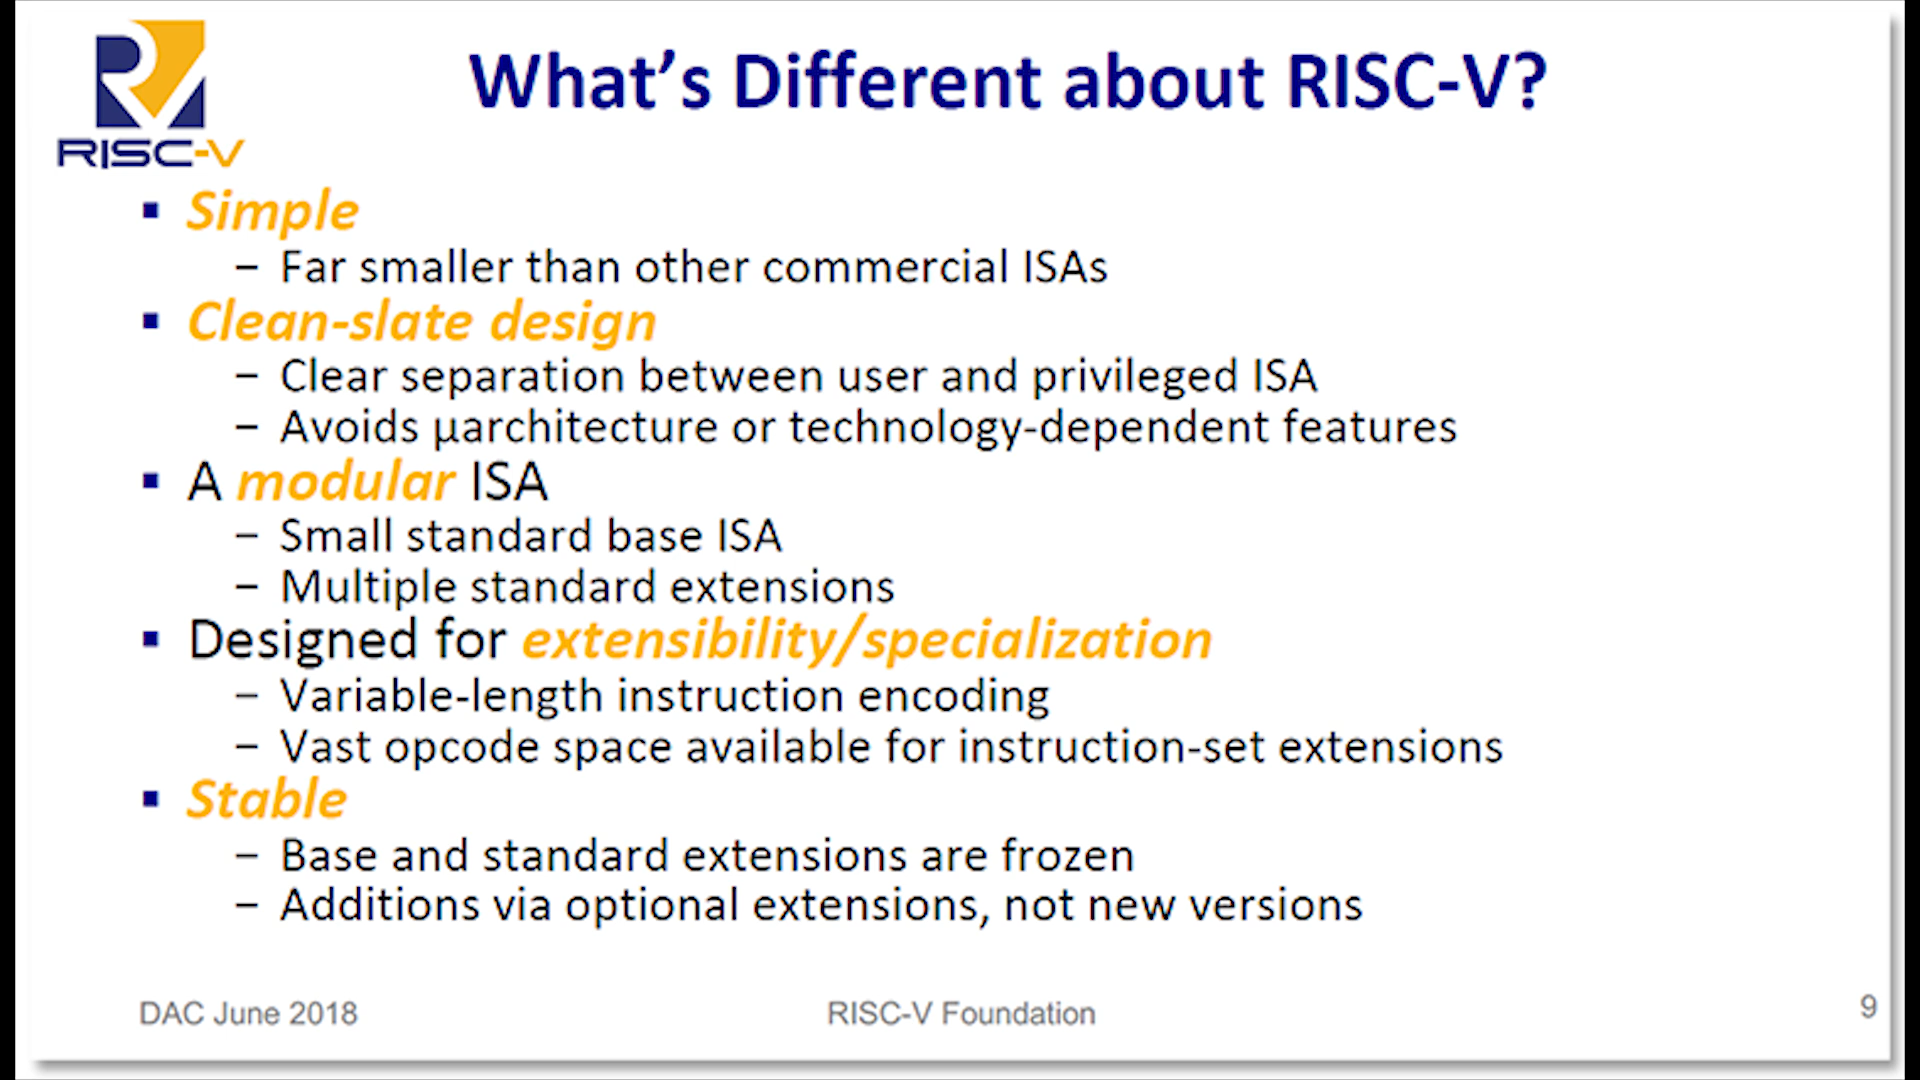 RISC-V
What's Different about RISC-V?
▪ Simple
– Far smaller than other commercial ISAs
▪ Clean-slate design
– Clear separation between user and privileged ISA
– Avoids µarchitecture or technology-dependent features
▪ A modular ISA
– Small standard base ISA
– Multiple standard extensions
▪ Designed for extensibility/specialization
– Variable-length instruction encoding
– Vast opcode space available for instruction-set extensions
▪ Stable
– Base and standard extensions are frozen
– Additions via optional extensions, not new versions
DAC June 2018
RISC-V Foundation
9